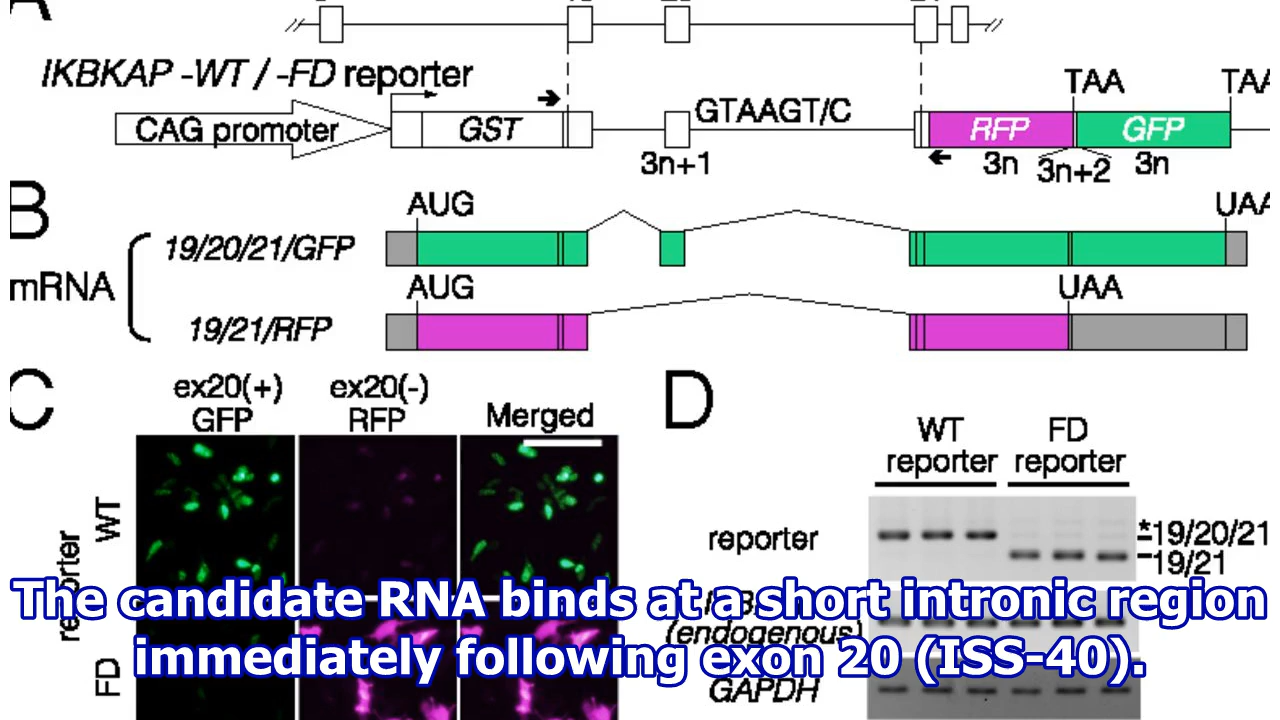 A
IKBKAP -WT / -FD reporter
CAG promoter
GST
GTAAGT/C
3n+1
TAA
TAA
RFP
GFP
3n
3n+2
3n
B
mRNA
AUG
UAA
19/20/21/GFP
AUG
UAA
19/21/RFP
C
ex20(+)
GFP
ex20(-)
RFP
Merged
reporter
WT
FD
D
WT
reporter
FD
reporter
reporter
*
19/20/21
19/21
(endogenous)
GAPDH
The candidate RNA binds at a short intronic region
immediately following exon 20 (ISS-40).